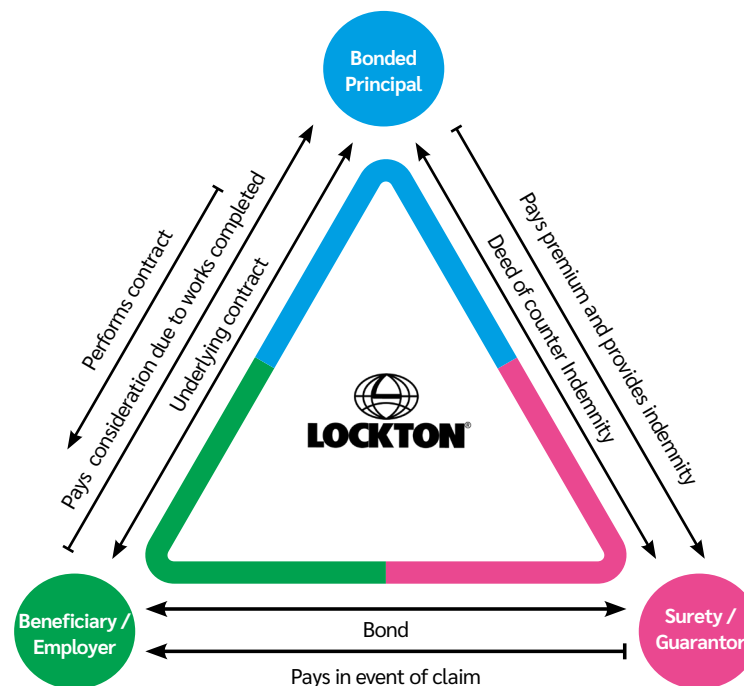 Bonded
Principal
Performs contract
Pays consideration due to works completed
Underlying contract
Deed of counter Indemnity
Pays premium and provides indemnity
LOCKTON®
Beneficiary /
Employer
Bond
Pays in event of claim
Surety /
Guarantor